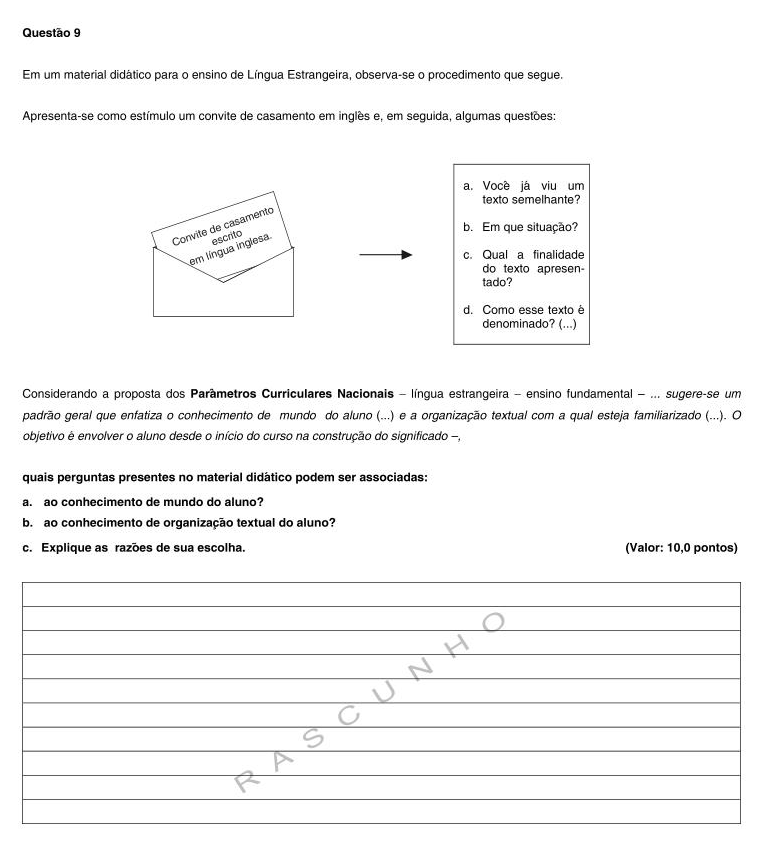 Questão 9
Em um material didático para o ensino de Língua Estrangeira, observa-se o procedimento que segue.
Apresenta-se como estímulo um convite de casamento em inglês e, em seguida, algumas questões:
Convite de casamento
escrito
em língua inglesa.
a. Você já viu um
texto semelhante?
b. Em que situação?
c. Qual a finalidade
do texto apresen-
tado?
d. Como esse texto é
denominado? (...)
Considerando a proposta dos Parâmetros Curriculares Nacionais – língua estrangeira – ensino fundamental – ... sugere-se um
padrão geral que enfatiza o conhecimento de mundo do aluno (...) e a organização textual com a qual esteja familiarizado (...). O
objetivo é envolver o aluno desde o início do curso na construção do significado –,
quais perguntas presentes no material didático podem ser associadas:
a. ao conhecimento de mundo do aluno?
b. ao conhecimento de organização textual do aluno?
c. Explique as razões de sua escolha. (Valor: 10,0 pontos)
RASCUNHO